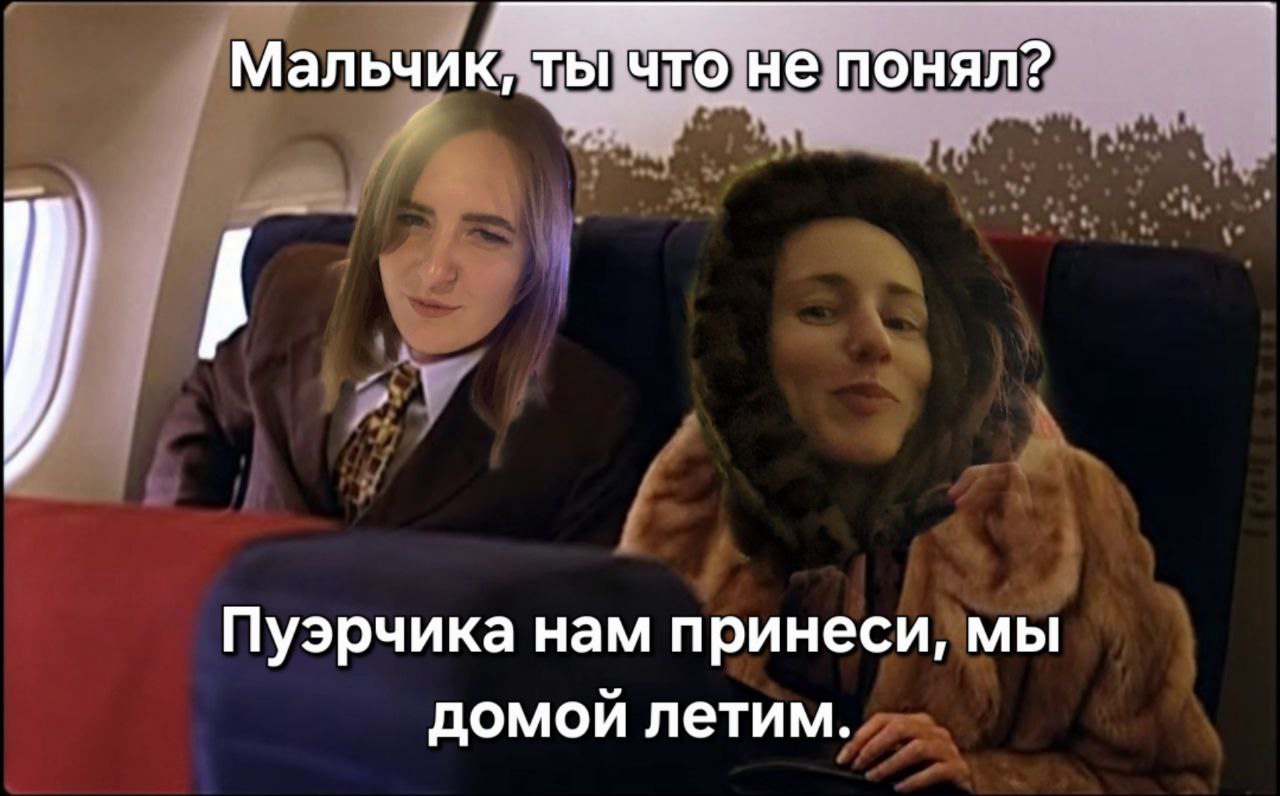 Мальчик, ты что не понял?
Пуэрчика нам принеси, мы
домой летим.